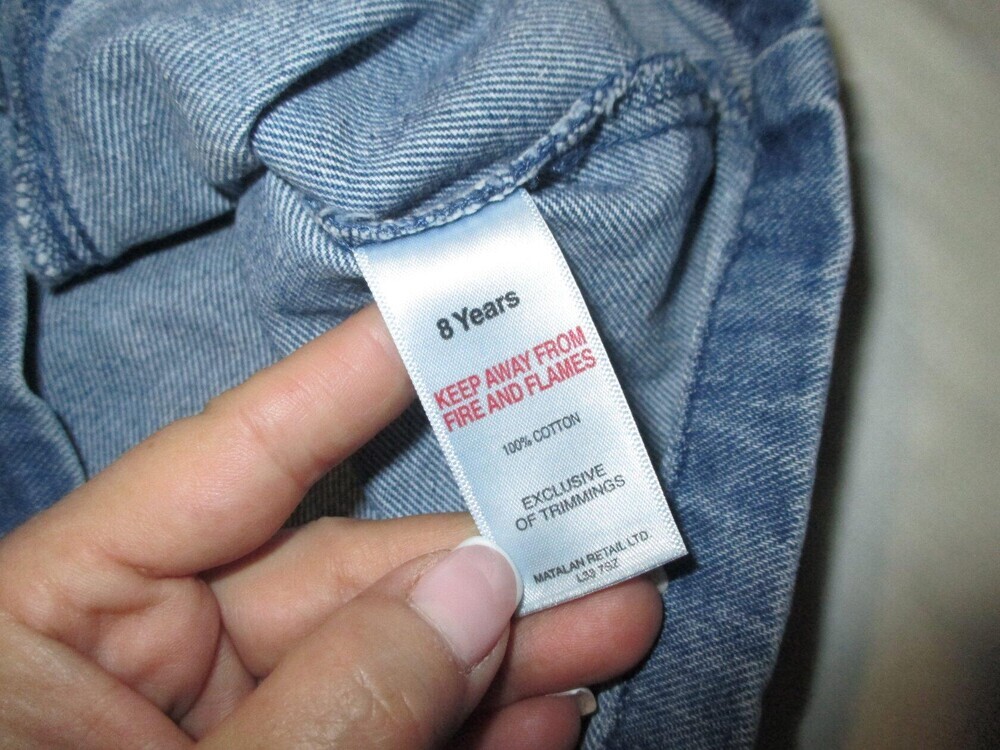 8 Years
KEEP AWAY FROM
FIRE AND FLAMES
100% COTTON
EXCLUSIVE
OF TRIMMINGS
MATALAN RETAIL LTD.
L33 7SZ